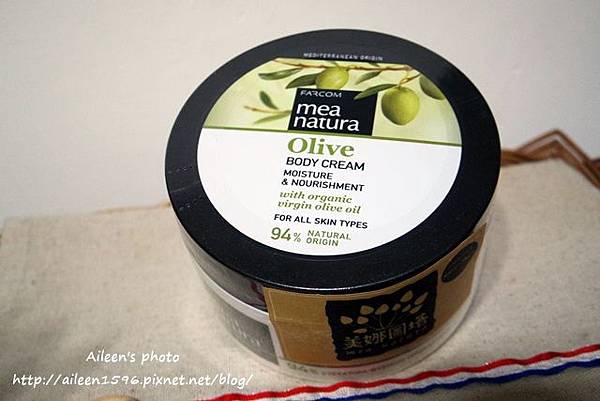 MEDITERRANEAN ORIGIN
FARCOM
mea
natura
Olive
BODY CREAM
MOISTURE
& NOURISHMENT
with organic
virgin olive oil
FOR ALL SKIN TYPES
94% NATURAL
ORIGIN
美娜圖塔
94%
Aileen's photo
http://aileen1596.pixnet.net/blog/